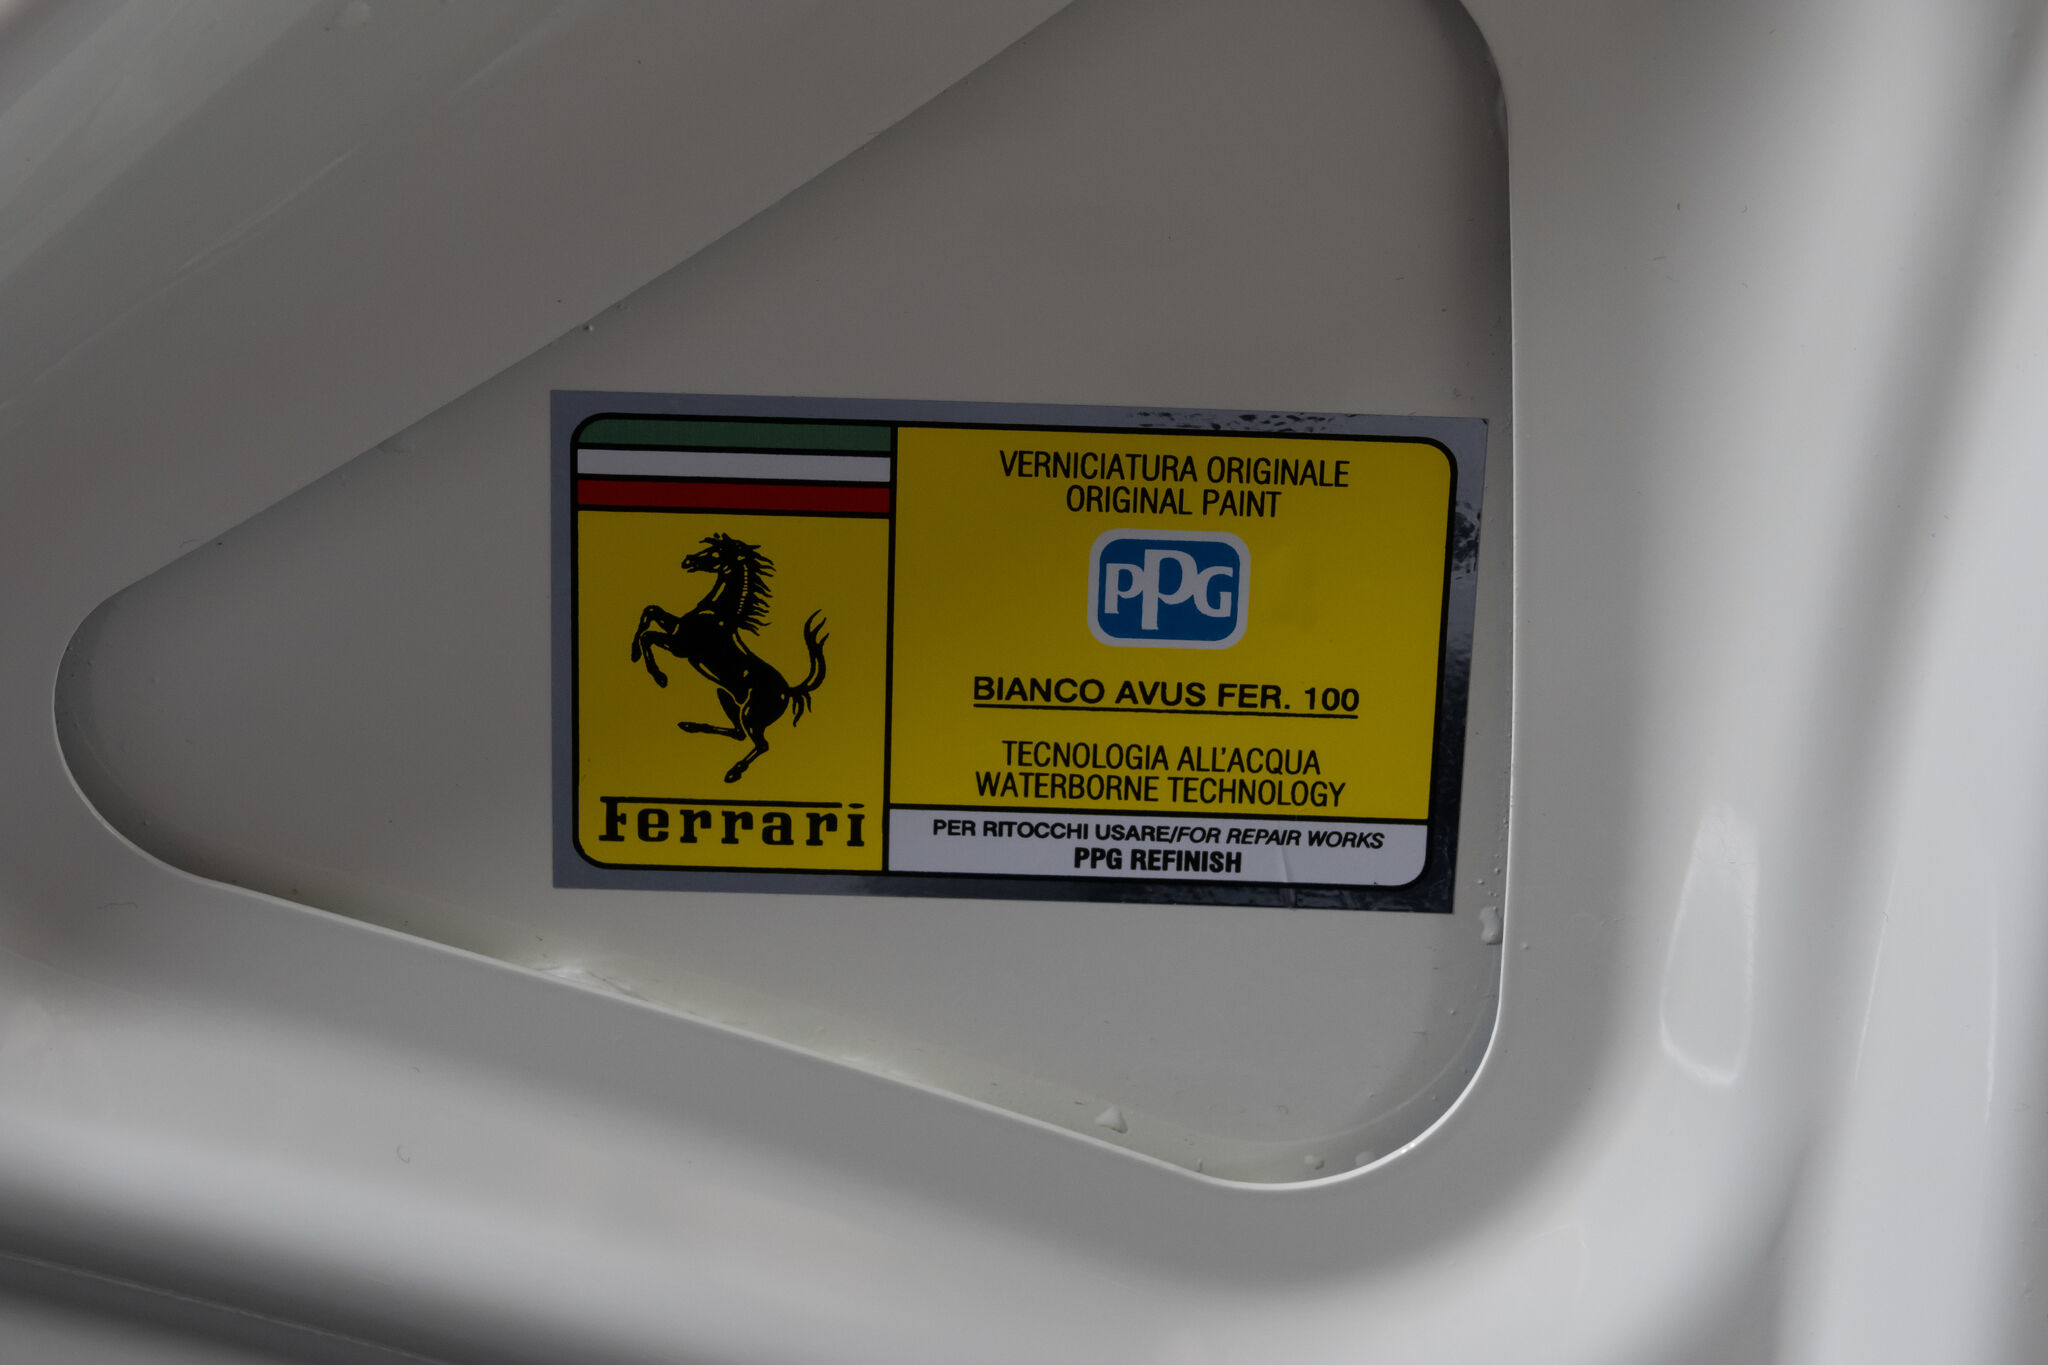 Ferrari
VERNICIATURA ORIGINALE
ORIGINAL PAINT
PPG
BIANCO AVUS FER. 100
TECNOLOGIA ALL'ACQUA
WATERBORNE TECHNOLOGY
PER RITOCCHI USARE/FOR REPAIR WORKS
PPG REFINISH